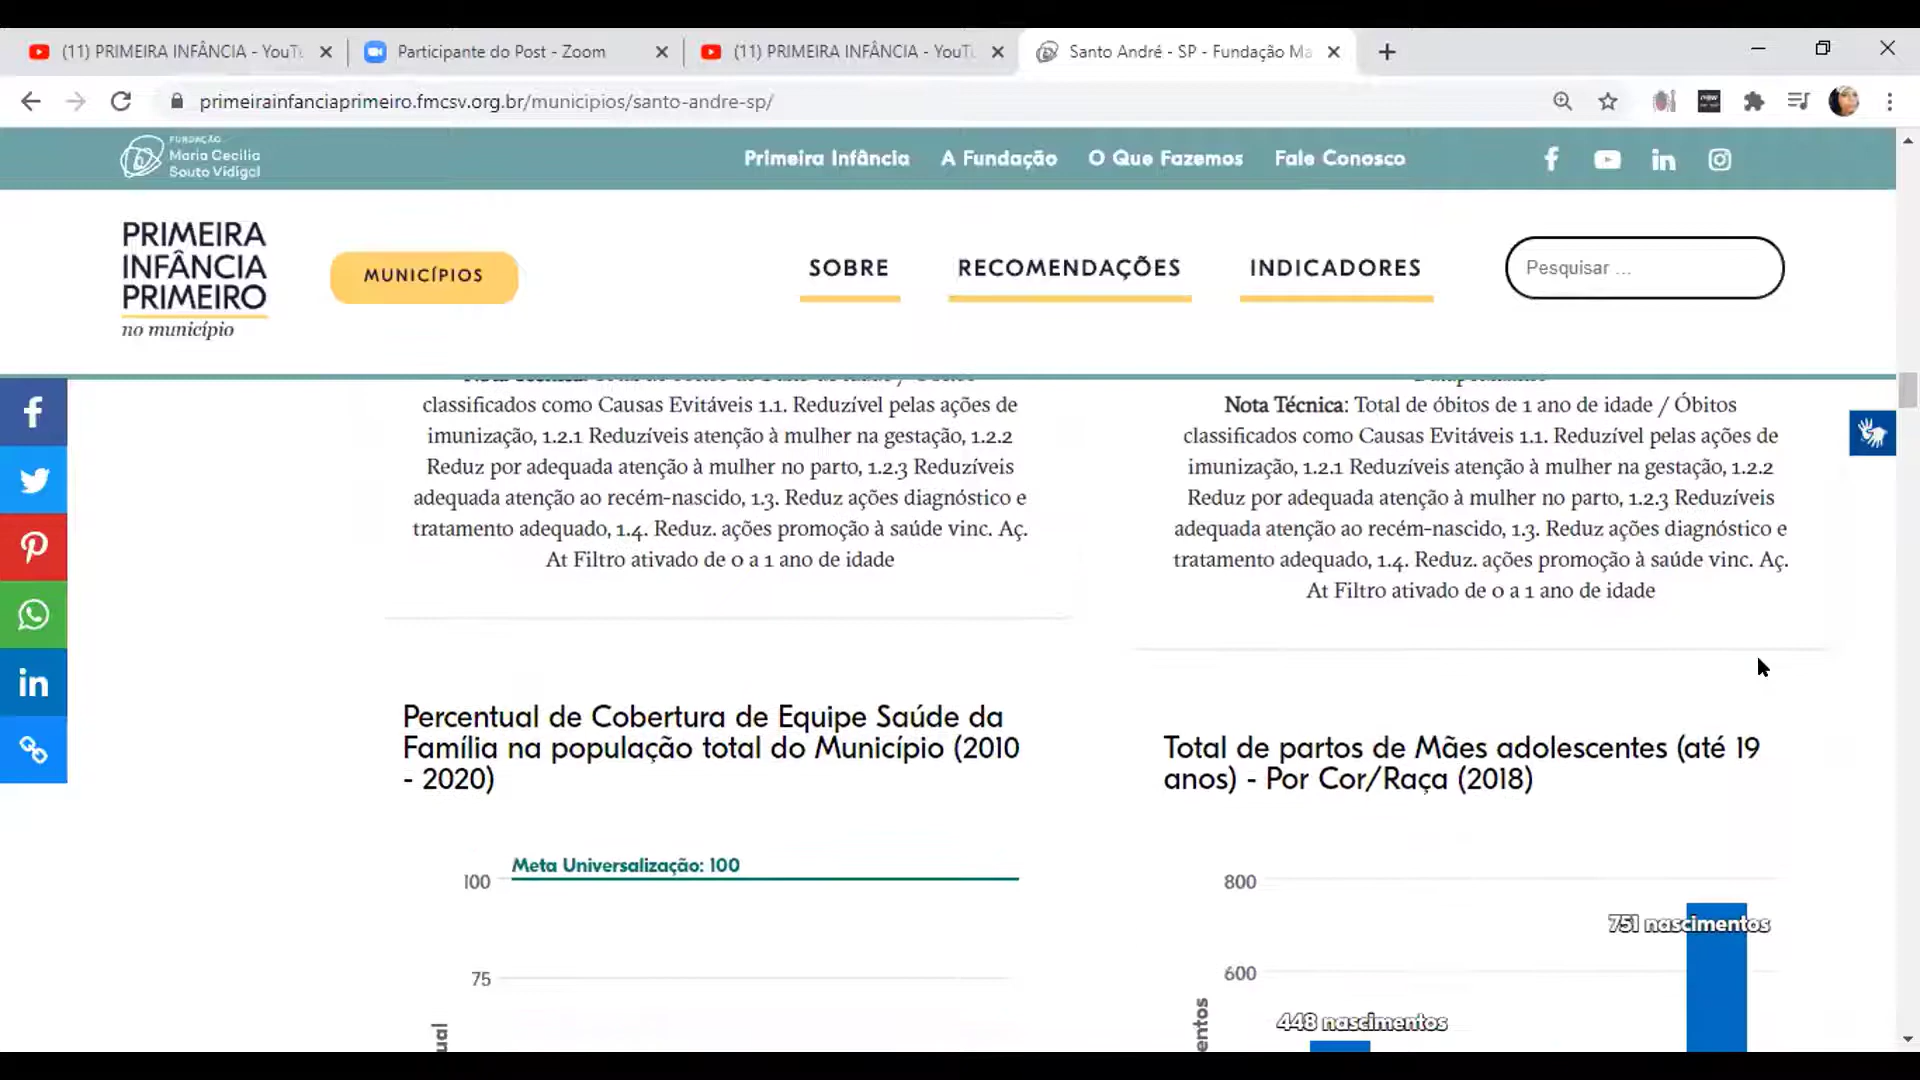 (11) PRIMEIRA INFÂNCIA - YouTu
Participante do Post - Zoom
(11) PRIMEIRA INFÂNCIA - YouTu
Santo André - SP - Fundação Ma
primeirainfanciaprimeiro.fmcsv.org.br/municipios/santo-andre-sp/
FUNDAÇÃO
Maria Cecilia
Souto Vidigal
Primeira Infância
A Fundação
O Que Fazemos
Fale Conosco
PRIMEIRA
INFÂNCIA
PRIMEIRO
no município
MUNICÍPIOS
SOBRE
RECOMENDAÇÕES
INDICADORES
Pesquisar ...
classificados como Causas Evitáveis 1.1. Reduzível pelas ações de
imunização, 1.2.1 Reduzíveis atenção à mulher na gestação, 1.2.2
Reduz por adequada atenção à mulher no parto, 1.2.3 Reduzíveis
adequada atenção ao recém-nascido, 1.3. Reduz ações diagnóstico e
tratamento adequado, 1.4. Reduz. ações promoção à saúde vinc. Aç.
At Filtro ativado de 0 a 1 ano de idade
Nota Técnica: Total de óbitos de 1 ano de idade / Óbitos
classificados como Causas Evitáveis 1.1. Reduzível pelas ações de
imunização, 1.2.1 Reduzíveis atenção à mulher na gestação, 1.2.2
Reduz por adequada atenção à mulher no parto, 1.2.3 Reduzíveis
adequada atenção ao recém-nascido, 1.3. Reduz ações diagnóstico e
tratamento adequado, 1.4. Reduz. ações promoção à saúde vinc. Aç.
At Filtro ativado de 0 a 1 ano de idade
Percentual de Cobertura de Equipe Saúde da
Família na população total do Município (2010
- 2020)
Meta Universalização: 100
100
75
Total de partos de Mães adolescentes (até 19
anos) - Por Cor/Raça (2018)
800
751 nascimentos
600
448 nascimentos